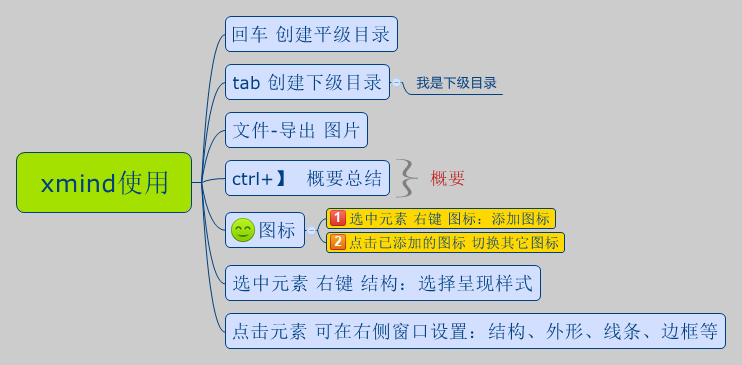 xmind使用
回车 创建平级目录
tab 创建下级目录
我是下级目录
文件-导出 图片
ctrl+】 概要总结
概要
图标
1 选中元素 右键 图标：添加图标
2 点击已添加的图标 切换其它图标
选中元素 右键 结构：选择呈现样式
点击元素 可在右侧窗口设置：结构、外形、线条、边框等